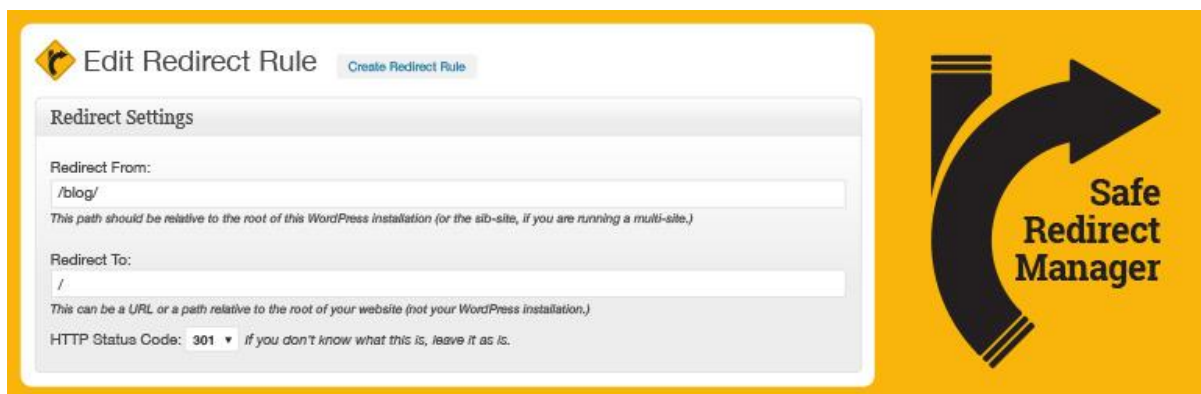 Edit Redirect Rule Create Redirect Rule
Redirect Settings
Redirect From:
/blog/
This path should be relative to the root of this WordPress installation (or the sib-site, if you are running a multi-site.)
Redirect To:
/
This can be a URL or a path relative to the root of your website (not your WordPress installation.)
HTTP Status Code: 301 If you don't know what this is, leave it as is.
Safe
Redirect
Manager